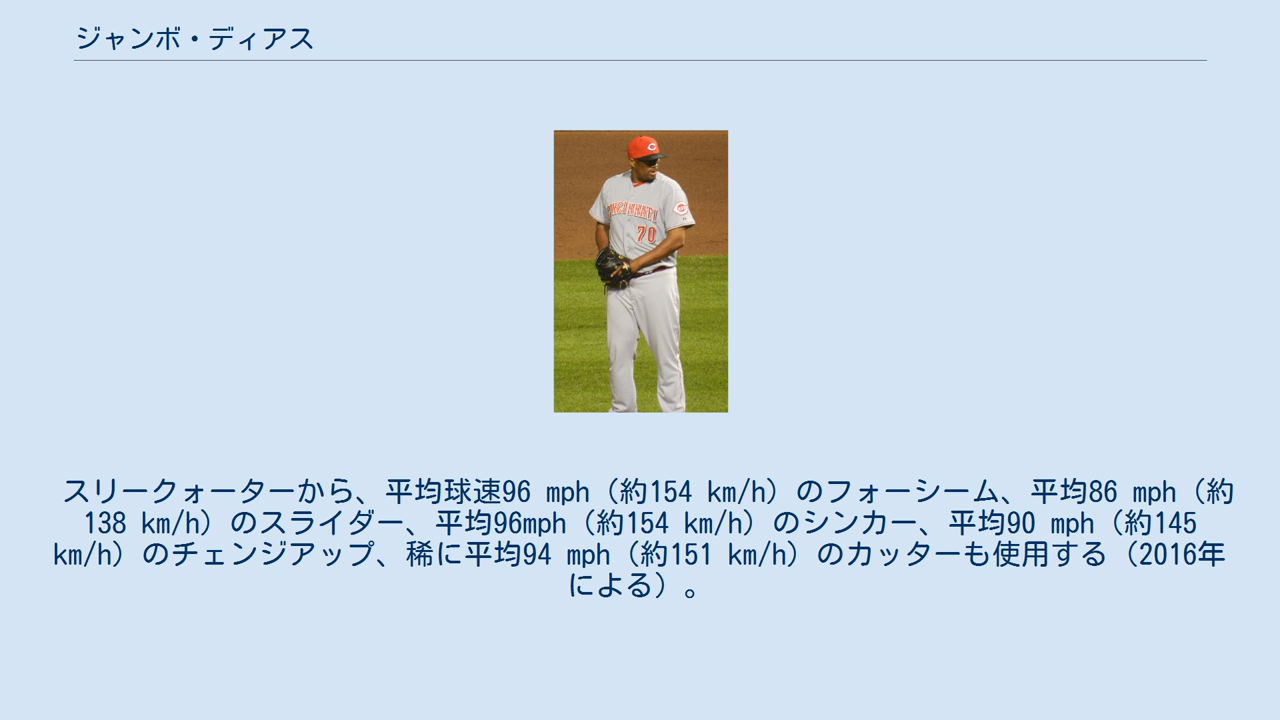 ジャンボ・ディアス
CINCINNATI
70
スリークォーターから、平均球速96 mph（約154 km/h）のフォーシーム、平均86 mph（約
138 km/h）のスライダー、平均96mph（約154 km/h）のシンカー、平均90 mph（約145
km/h）のチェンジアップ、稀に平均94 mph（約151 km/h）のカッターも使用する（2016年
による）。